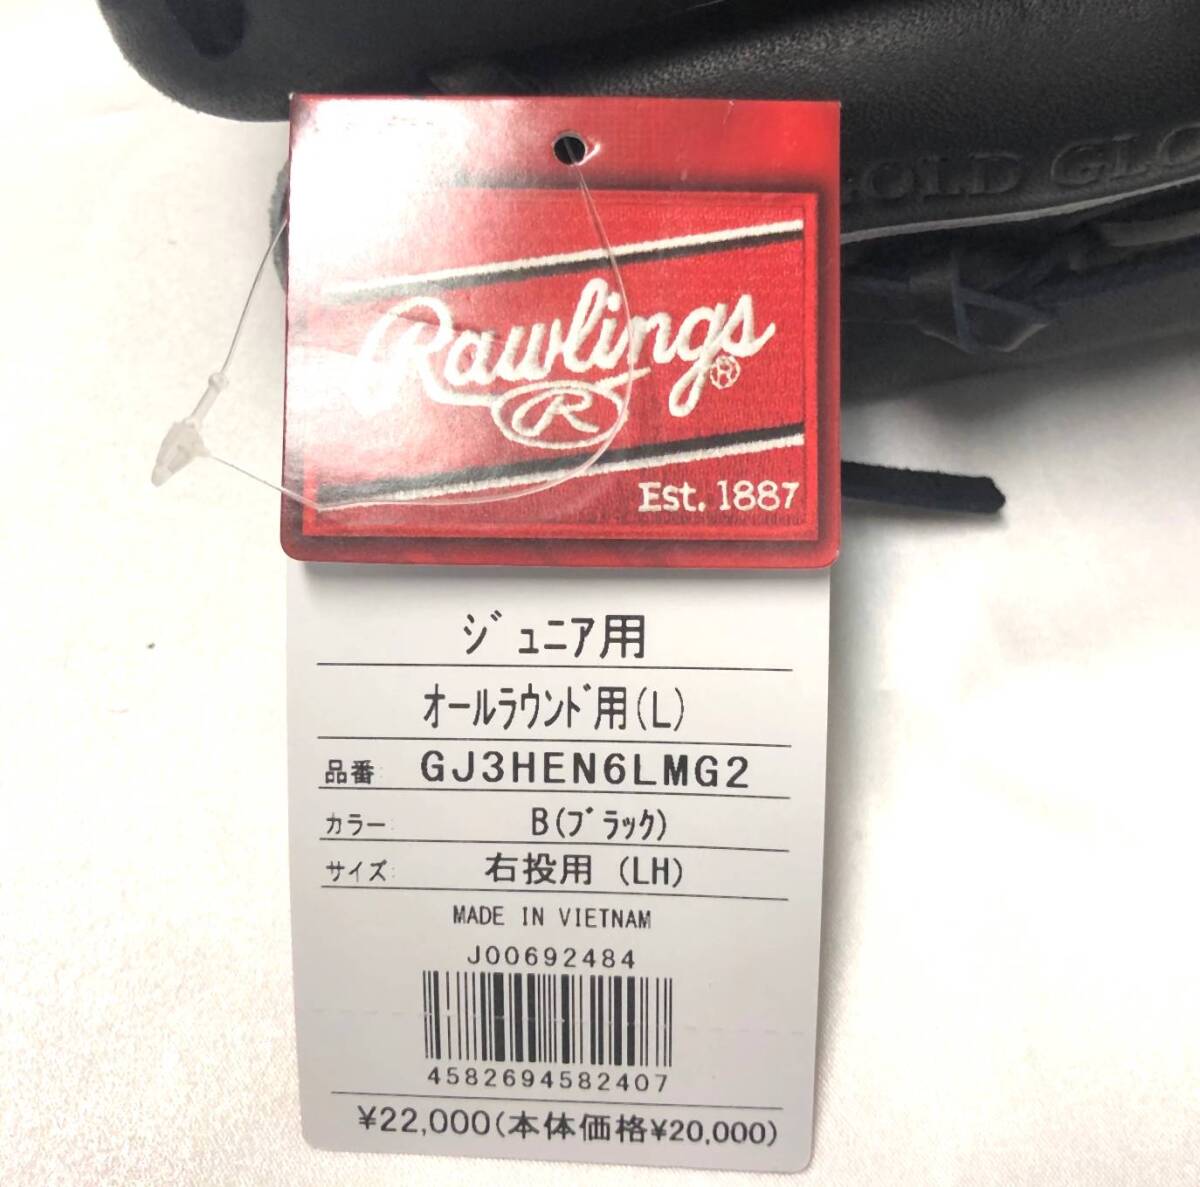 OLD GLO
Rawlings®
R
Est. 1887
ジュニア用
オールラウンド用(L)
品番: GJ3HEN6LMG2
カラー: B(ブラック)
サイズ: 右投用 (LH)
MADE IN VIETNAM
J00692484
4582694582407
¥22,000(本体価格¥20,000)